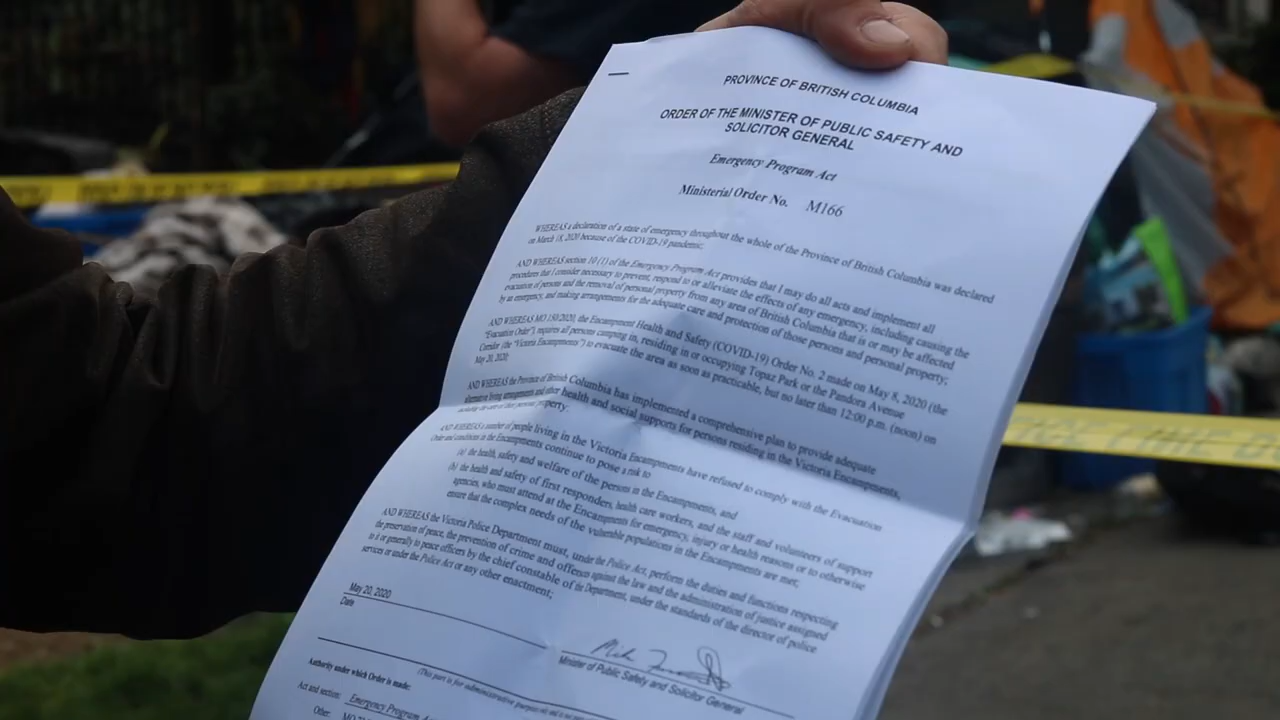 PROVINCE OF BRITISH COLUMBIA
ORDER OF THE MINISTER OF PUBLIC SAFETY AND
SOLICITOR GENERAL
Emergency Program Act
Ministerial Order No. M166
WHEREAS a declaration of a state of emergency throughout the whole of the Province of British Columbia was declared
on March 18, 2020 because of the COVID-19 pandemic;
AND WHEREAS section 10 (1) of the Emergency Program Act provides that I may do all acts and implement all
procedures that I consider necessary to prevent, respond to or alleviate the effects of any emergency, including causing the
evacuation of persons and the removal of personal property from any area of British Columbia that is or may be affected
by an emergency, and making arrangements for the adequate care and protection of those persons and personal property;
AND WHEREAS MO 150/2020, the Encampment Health and Safety (COVID-19) Order No. 2 made on May 8, 2020 (the
"Evacuation Order"), requires all persons camping in, residing in or occupying Topaz Park or the Pandora Avenue
Corridor (the "Victoria Encampments") to evacuate the area as soon as practicable, but no later than 12:00 p.m. (noon) on
May 20, 2020;
AND WHEREAS the Province of British Columbia has implemented a comprehensive plan to provide adequate
alternative living arrangements and other health and social supports for persons residing in the Victoria Encampments,
including the care of their personal property;
AND WHEREAS a number of people living in the Victoria Encampments have refused to comply with the Evacuation
Order and conditions in the Encampments continue to pose a risk to
(a) the health, safety and welfare of the persons in the Encampments, and
(b) the health and safety of first responders, health care workers, and the staff and volunteers of support
agencies, who must attend at the Encampments for emergency, injury or health reasons or to otherwise
ensure that the complex needs of the vulnerable populations in the Encampments are met;
AND WHEREAS the Victoria Police Department must, under the Police Act, perform the duties and functions respecting
the preservation of peace, the prevention of crime and offences against the law and the administration of justice assigned
to it or generally to peace officers by the chief constable of the Department, under the standards of the director of police
services or under the Police Act or any other enactment;
May 20, 2020
Date
Minister of Public Safety and Solicitor General
(This part is for administrative purposes only and is not
Authority under which Order is made:
Act and section: Emergency Program Act
Other: